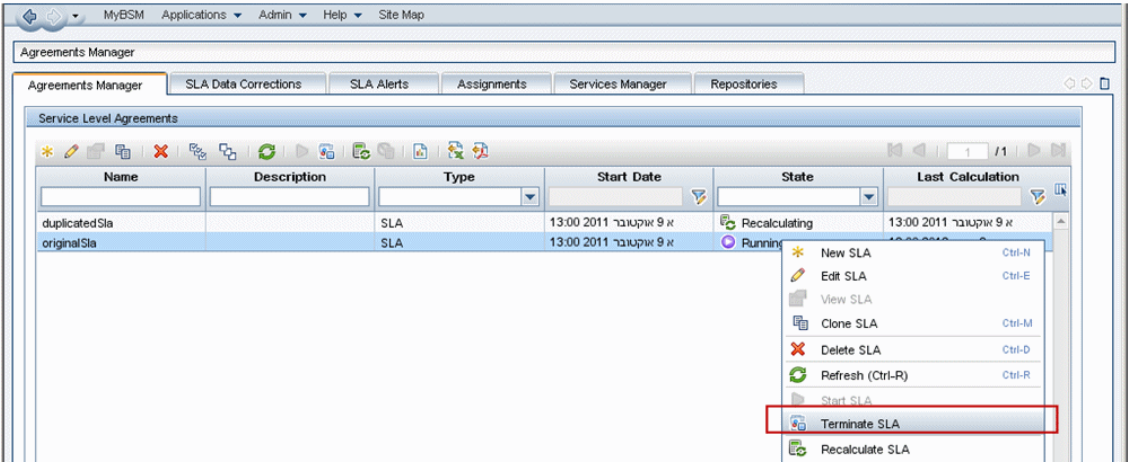 MyBSM Applications Admin Help Site Map
Agreements Manager
Agreements Manager SLA Data Corrections SLA Alerts Assignments Services Manager Repositories
Service Level Agreements
1 /1
Name Description Type Start Date State Last Calculation
duplicatedSla SLA א 9 אוקטובר 2011 13:00 Recalculating א 9 אוקטובר 2011 13:00
originalSla SLA א 9 אוקטובר 2011 13:00 Running
New SLA Ctrl-N
Edit SLA Ctrl-E
View SLA
Clone SLA Ctrl-M
Delete SLA Ctrl-D
Refresh (Ctrl-R) Ctrl-R
Start SLA
Terminate SLA
Recalculate SLA